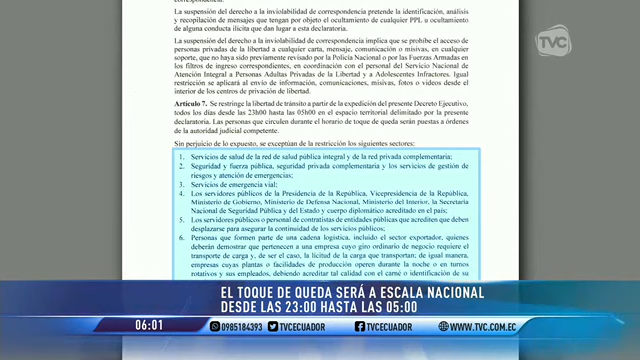 correspondencia.
La suspensión del derecho a la inviolabilidad de correspondencia pretende la identificación, análisis
y recopilación de mensajes que tengan por objeto el ocultamiento de cualquier PPL u ocultamiento
de alguna conducta ilícita que dan lugar a esta declaratoria.
La suspensión del derecho a la inviolabilidad de correspondencia implica que se prohíbe el acceso de
personas privadas de la libertad a cualquier carta, mensaje, comunicación o misivas, en cualquier
soporte, que no haya sido previamente revisado por la Policía Nacional o por las Fuerzas Armadas en
los filtros de ingreso correspondientes, en coordinación con el personal del Servicio Nacional de
Atención Integral a Personas Adultas Privadas de la Libertad y a Adolescentes Infractores. Igual
restricción se aplicará al envío de información, comunicaciones, misivas, fotos o videos desde el
interior de los centros de privación de libertad.
Artículo 7. Se restringe la libertad de tránsito a partir de la expedición del presente Decreto Ejecutivo,
todos los días desde las 23h00 hasta las 05h00 en el espacio territorial delimitado por la presente
declaratoria. Las personas que circulen durante el horario de toque de queda serán puestas a órdenes
de la autoridad judicial competente.
Sin perjuicio de lo expuesto, se exceptúan de la restricción los siguientes sectores:
1. Servicios de salud de la red de salud pública integral y de la red privada complementaria;
2. Seguridad y fuerza pública, seguridad privada complementaria y los servicios de gestión de
riesgos y atención de emergencias;
3. Servicios de emergencia vial;
4. Los servidores públicos de la Presidencia de la República, Vicepresidencia de la República,
Ministerio de Gobierno, Ministerio de Defensa Nacional, Ministerio del Interior, la Secretaría
Nacional de Seguridad Pública y del Estado y cuerpo diplomático acreditado en el país;
5. Los servidores públicos o personal de contratistas de entidades públicas que acrediten que deben
desplazarse para asegurar la continuidad de los servicios públicos;
6. Personas que formen parte de una cadena logística, incluido el sector exportador, quienes
deberán demostrar que pertenecen a una empresa cuyo giro ordinario de negocio requiere el
transporte de carga y, de ser el caso, la licitud de la carga que transportan; de igual manera,
empresas cuyas plantas o facilidades de producción operen durante la noche o en turnos
rotativos y sus empleados, debiendo acreditar tal calidad con el carné o identificación de su
TVC
EL TOQUE DE QUEDA SERÁ A ESCALA NACIONAL
DESDE LAS 23:00 HASTA LAS 05:00
06:01 0985184393 TVCECUADOR TVCECUADOR WWW.TVC.COM.EC